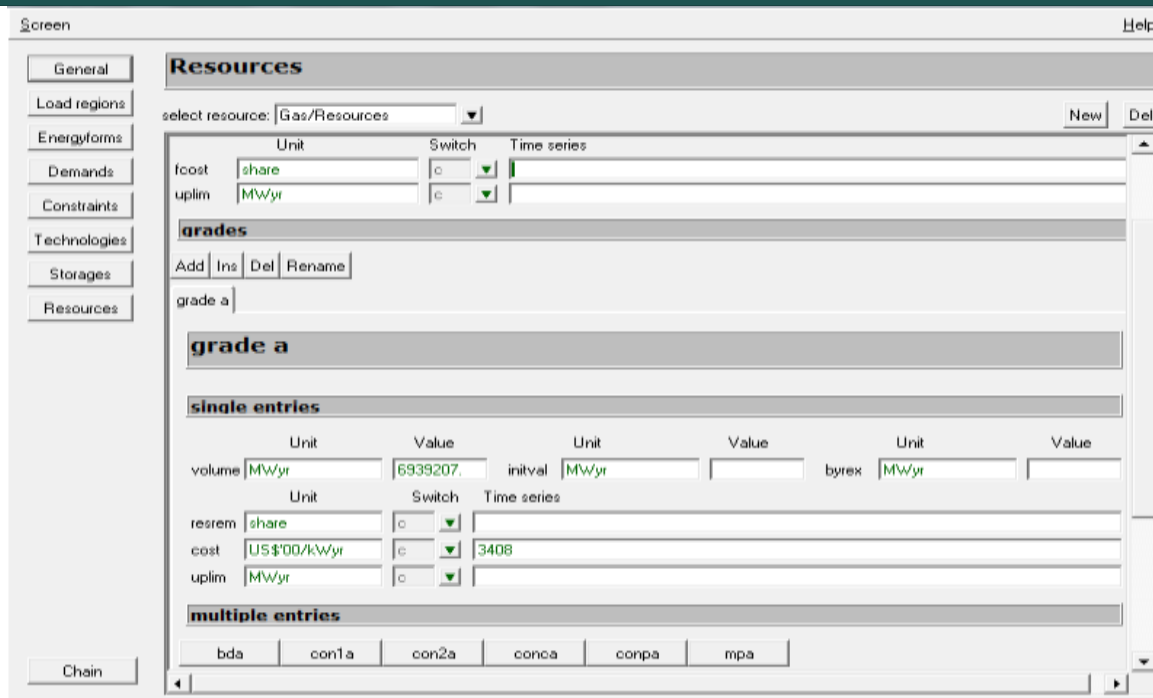 Screen Help
General
Load regions
Energyforms
Demands
Constraints
Technologies
Storages
Resources
Chain
Resources
select resource: Gas/Resources New Del
Unit Switch Time series
fcost share c
uplim MWyr c
grades
Add Ins Del Rename
grade a
grade a
single entries
Unit Value Unit Value Unit Value
volume MWyr 6939207. initval MWyr byrex MWyr
Unit Switch Time series
resrem share c
cost US$'00/kWyr c 3408
uplim MWyr c
multiple entries
bda con1a con2a conca conpa mpa